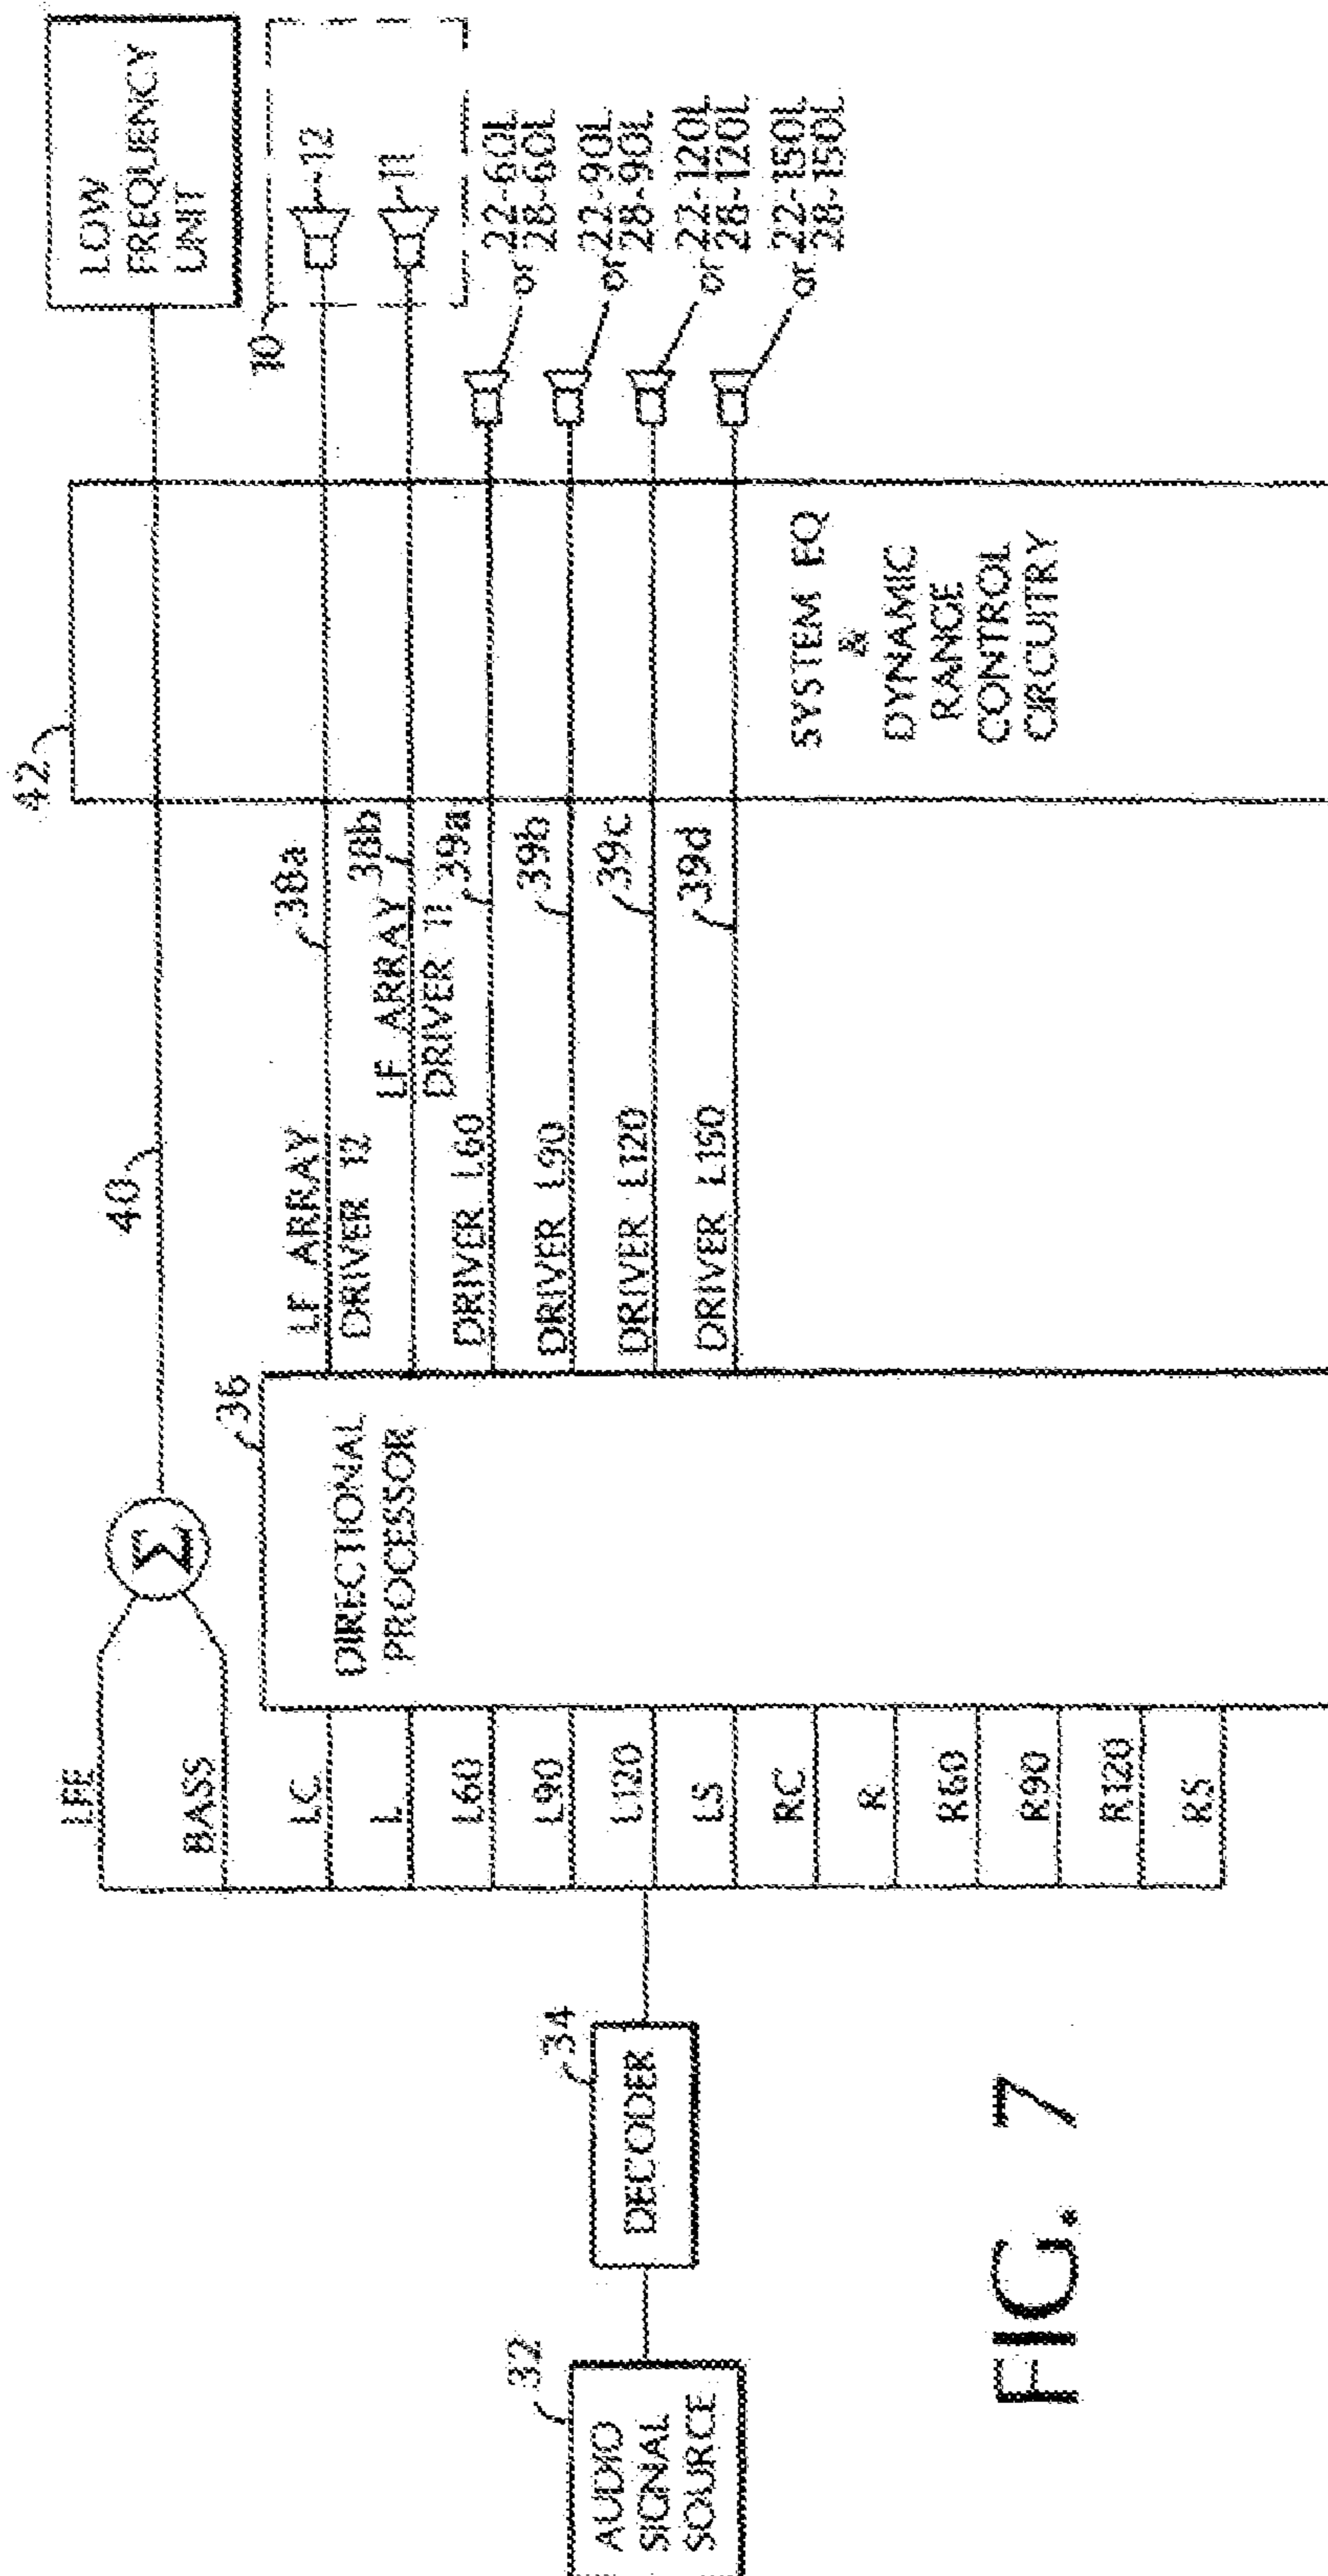 AUDIO
SIGNAL
SOURCE
32
DECODER
34
LFE
BASS
LC
L
L60
L90
L120
LS
RC
R
R60
R90
R120
RS
Σ
40
DIRECTIONAL
PROCESSOR
36
LF ARRAY
DRIVER 12
38a
LF ARRAY
DRIVER 11
38b
DRIVER L60
39a
DRIVER L90
39b
DRIVER L120
39c
DRIVER L150
39d
42
SYSTEM EQ
&
DYNAMIC
RANGE
CONTROL
CIRCUITRY
LOW
FREQUENCY
UNIT
10
12
11
22-60L
or 28-60L
22-90L
or 28-90L
22-120L
or 28-120L
22-150L
or 28-150L
FIG. 7